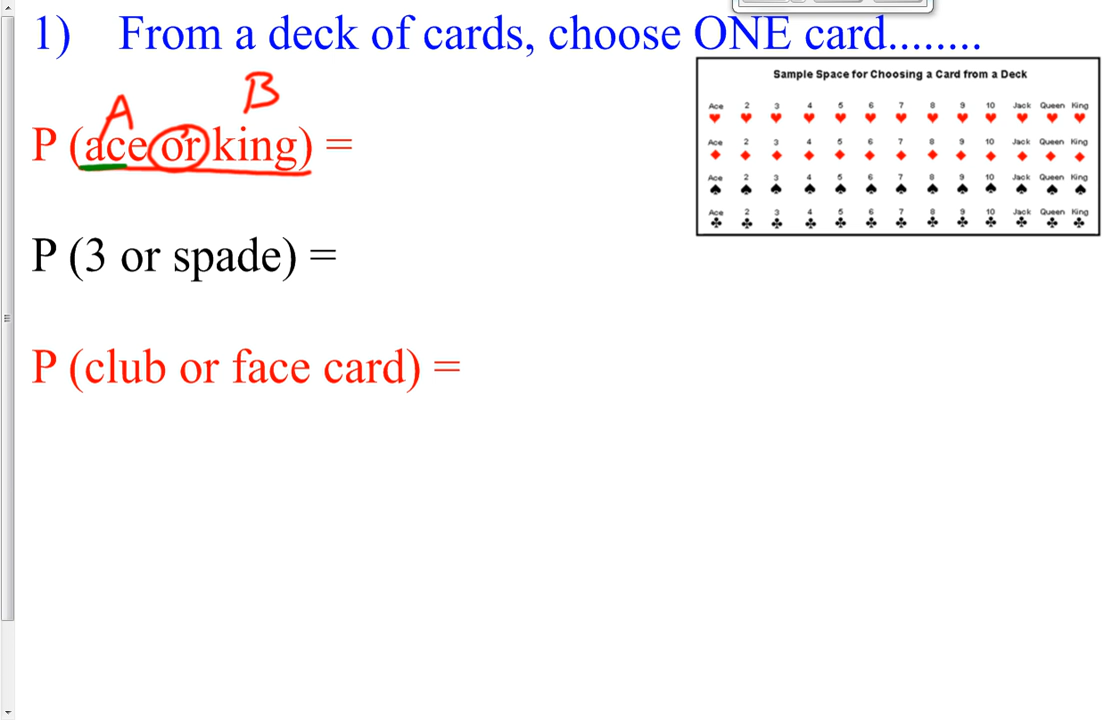 1) From a deck of cards, choose ONE card........
Sample Space for Choosing a Card from a Deck
A B
P (ace or king) =
Ace 2 3 4 5 6 7 8 9 10 Jack Queen King
Ace 2 3 4 5 6 7 8 9 10 Jack Queen King
Ace 2 3 4 5 6 7 8 9 10 Jack Queen King
Ace 2 3 4 5 6 7 8 9 10 Jack Queen King
P (3 or spade) =
P (club or face card) =